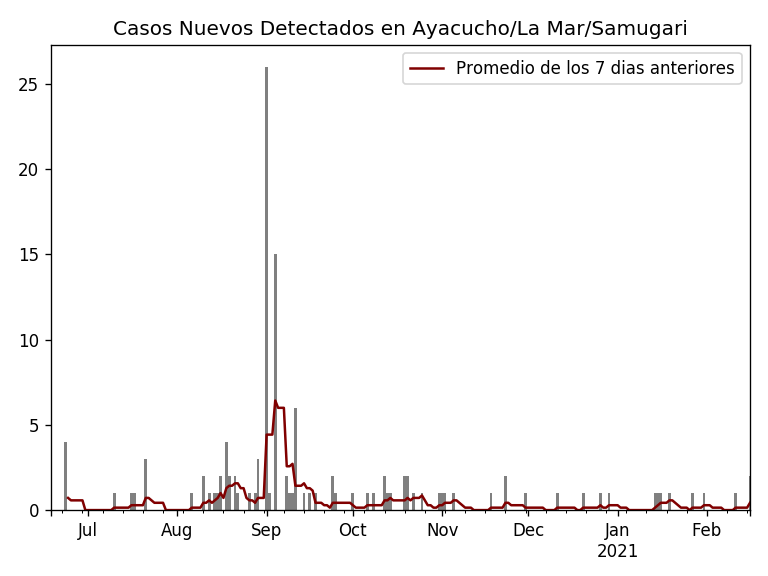 Casos Nuevos Detectados en Ayacucho/La Mar/Samugari
Promedio de los 7 dias anteriores
25
20
15
10
5
0
Jul Aug Sep Oct Nov Dec Jan Feb
2021